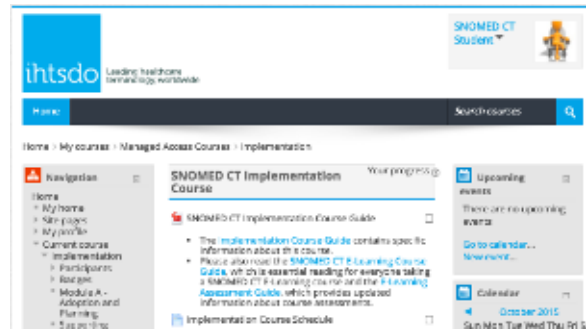 SNOMED CT
Student
ihtsdo
Leading healthcare
terminology, worldwide
Home
Search courses
Home › My courses › Managed Access Courses › Implementation
Navigation
Home
My home
Site pages
My profile
Current course
Implementation
Participants
Badges
Module A -
Adoption and
Planning
Supporting
SNOMED CT Implementation
Course
Your progress
SNOMED CT Implementation Course Guide
The Implementation Course Guide contains specific
information about this course.
Please also read the SNOMED CT E-Learning Course
Guide, which is essential reading for everyone taking
a SNOMED CT E-Learning course and the E-Learning
Assessment Guide, which provides updated
information about course assessments.
Implementation Course Schedule
Upcoming
events
There are no upcoming
events
Go to calendar...
New event...
Calendar
October 2015
Sun Mon Tue Wed Thu Fri S